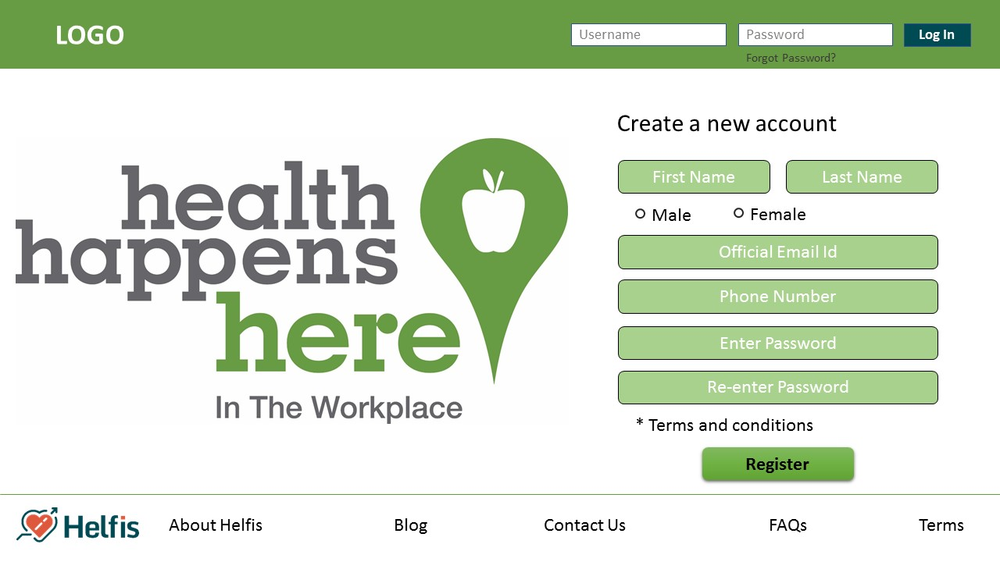 LOGO
Username
Password
Log In
Forgot Password?
health
happens
here
In The Workplace
Create a new account
First Name
Last Name
Male
Female
Official Email Id
Phone Number
Enter Password
Re-enter Password
* Terms and conditions
Register
Helfis
About Helfis
Blog
Contact Us
FAQs
Terms